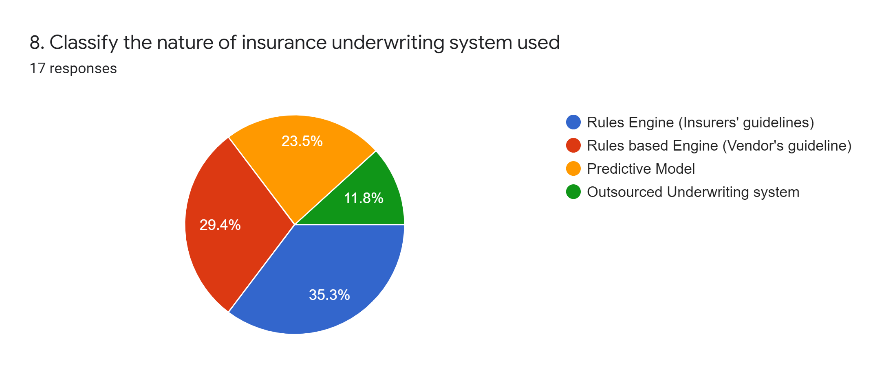 8. Classify the nature of insurance underwriting system used
17 responses
Rules Engine (Insurers' guidelines)
Rules based Engine (Vendor's guideline)
Predictive Model
Outsourced Underwriting system
23.5%
11.8%
29.4%
35.3%